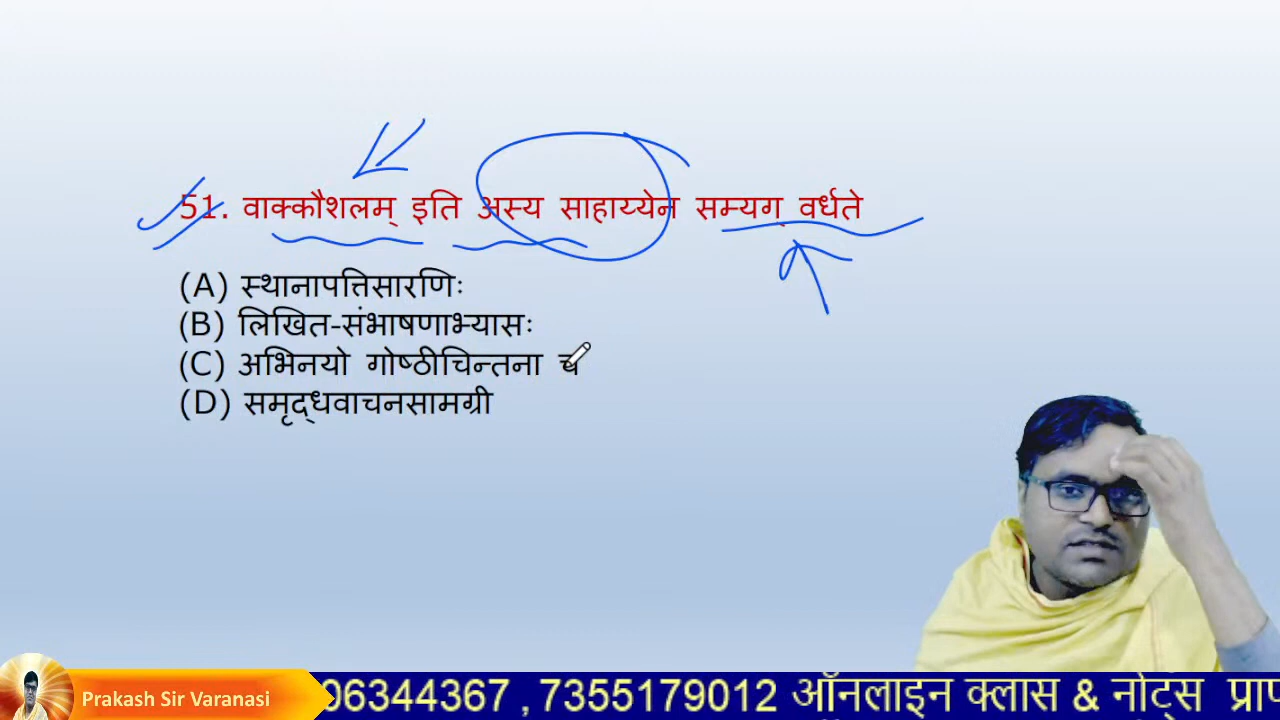 51. वाक्कौशलम् इति अस्य साहाय्येन सम्यग् वर्धते
(A) स्थानापत्तिसारणिः
(B) लिखित-संभाषणाभ्यासः
(C) अभिनयो गोष्ठीचिन्तना च
(D) समृद्धवाचनसामग्री
Prakash Sir Varanasi
06344367 , 7355179012 ऑनलाइन क्लास & नोट्स